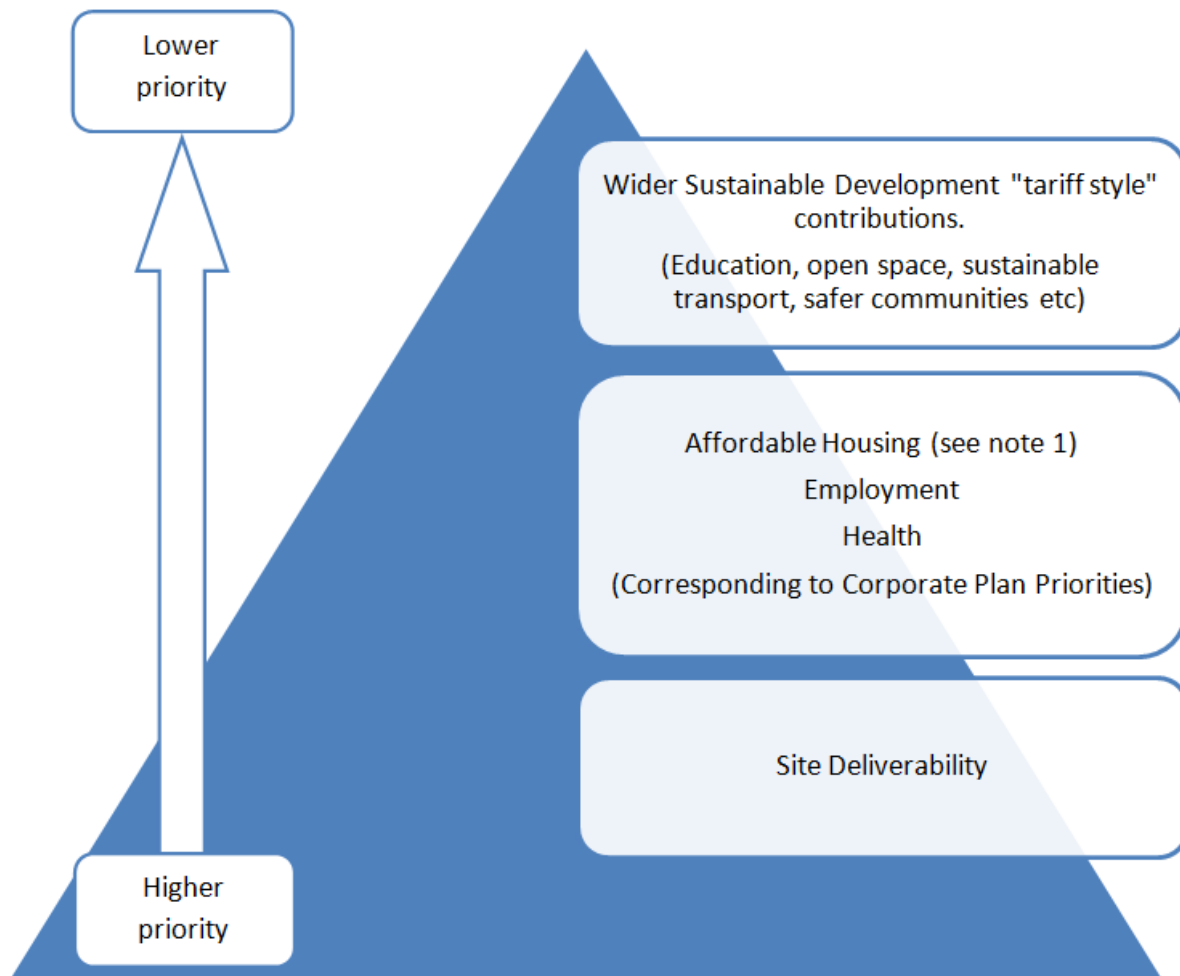 Lower
priority
Wider Sustainable Development "tariff style"
contributions.
(Education, open space, sustainable
transport, safer communities etc)
Affordable Housing (see note 1)
Employment
Health
(Corresponding to Corporate Plan Priorities)
Site Deliverability
Higher
priority